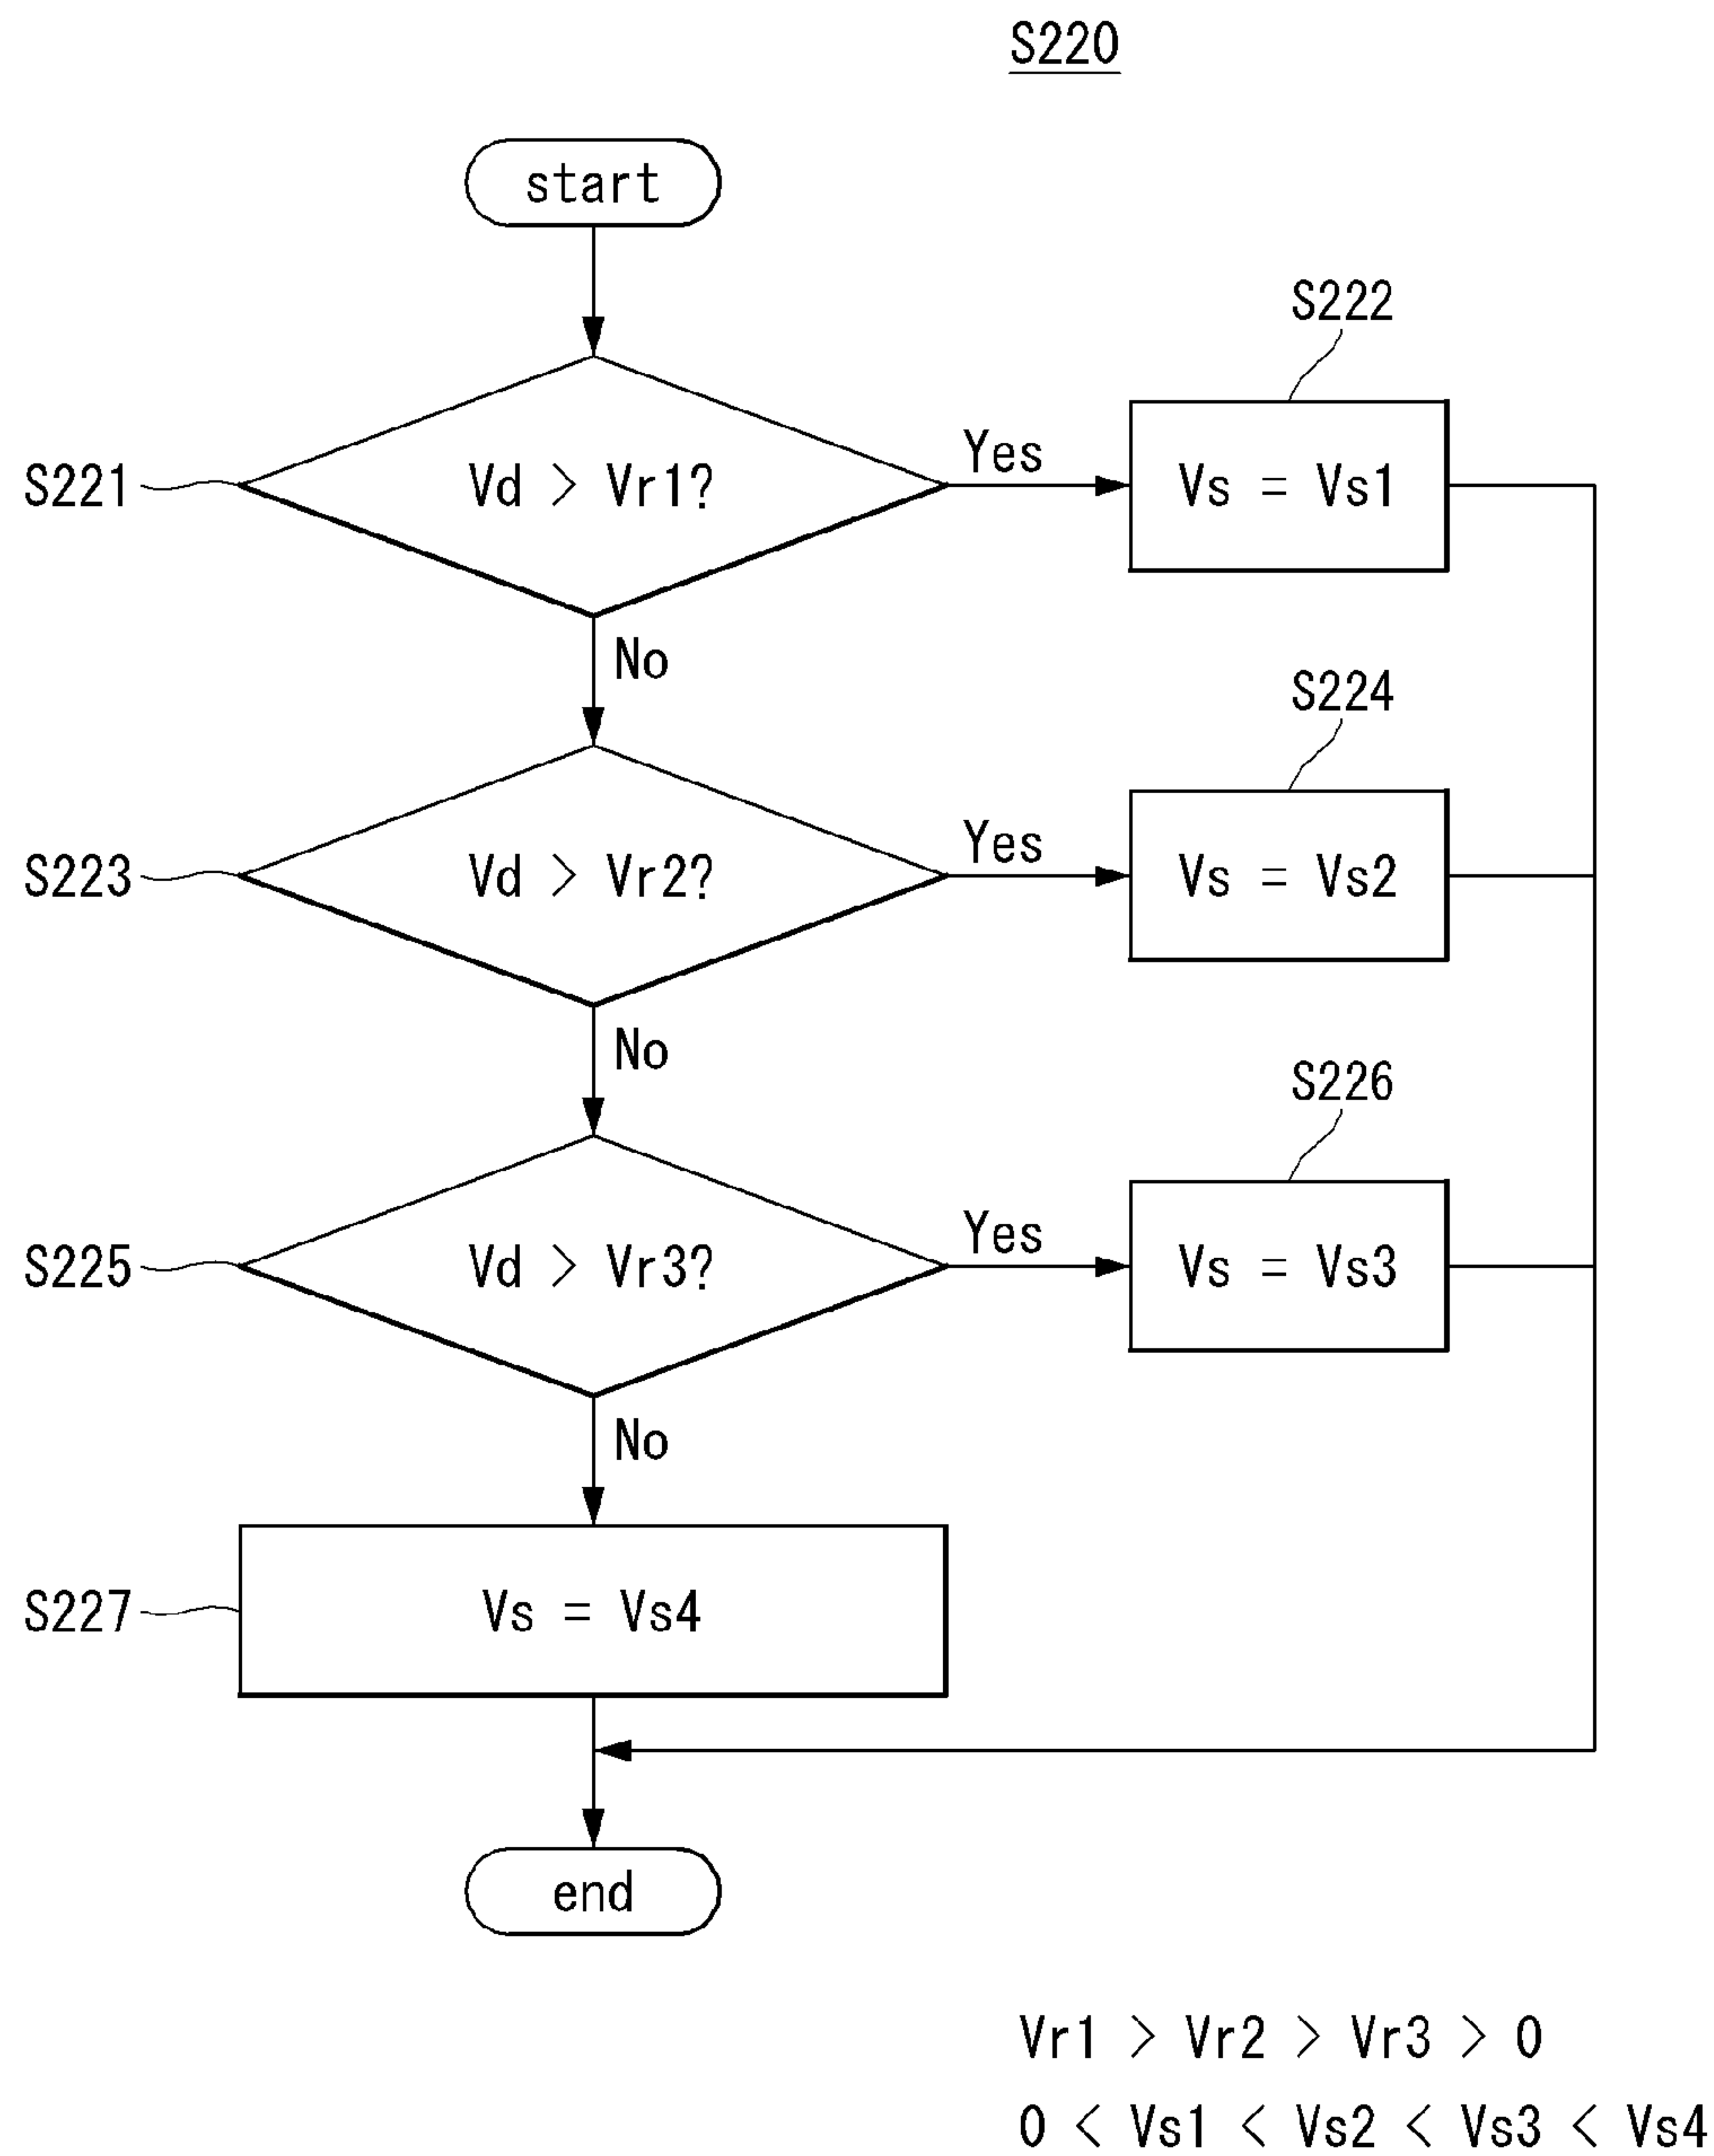 S220
start
S222
S221
Vd > Vr1?
Yes
Vs = Vs1
No
S224
S223
Vd > Vr2?
Yes
Vs = Vs2
No
S226
S225
Vd > Vr3?
Yes
Vs = Vs3
No
S227
Vs = Vs4
end
Vr1 > Vr2 > Vr3 > 0
0 < Vs1 < Vs2 < Vs3 < Vs4